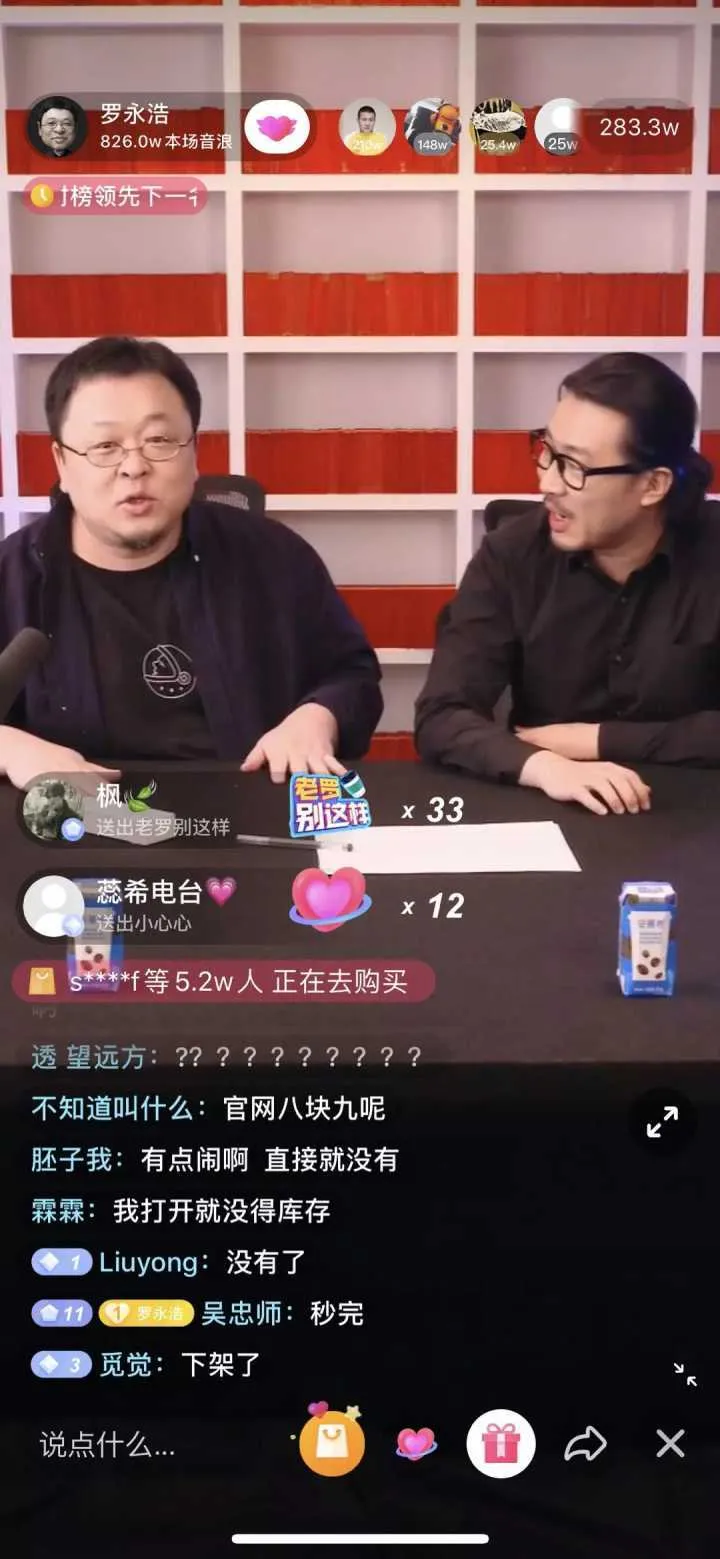 罗永浩
826.0w本场音浪
210w
148w
25.4w
25w
283.3w
榜领先下一
枫
送出老罗别这样
老罗
别这样
x 33
蕊希电台
送出小心心
x 12
s****f等5.2w人 正在去购买
透 望远方：?? ? ? ? ? ? ? ? ?
不知道叫什么：官网八块九呢
胚子我：有点闹啊 直接就没有
霖霖：我打开就没得库存
1 Liuyong：没有了
11 1 罗永浩 吴忠师：秒完
3 觅觉：下架了
说点什么...